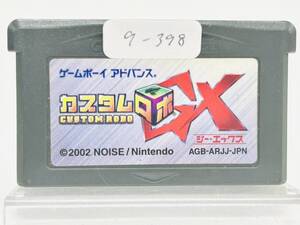 9-398
ゲームボーイ アドバンス
カスタムロボ GX
CUSTOM ROBO
ジー・エックス
©2002 NOISE/Nintendo
AGB-ARJJ-JPN